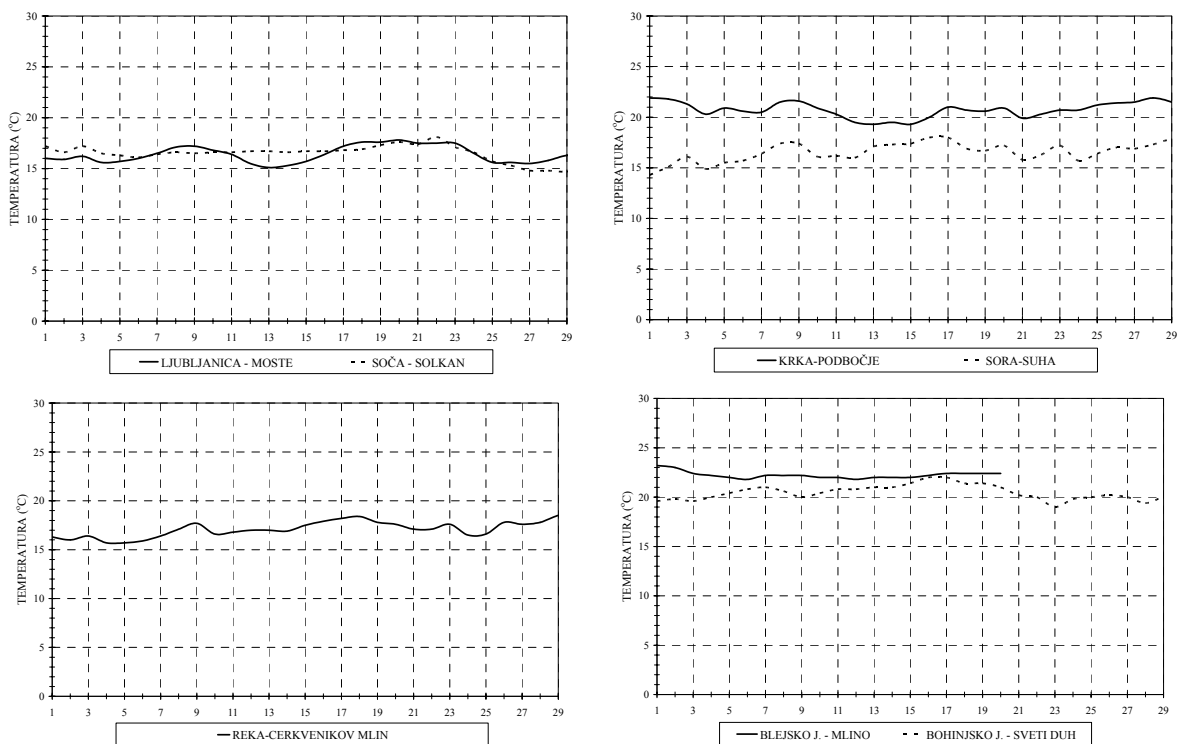 30
25
20
15
10
5
0
TEMPERATURA (°C)
1 3 5 7 9 11 13 15 17 19 21 23 25 27 29
LJUBLJANICA - MOSTE SOČA - SOLKAN
30
25
20
15
10
5
0
TEMPERATURA (°C)
1 3 5 7 9 11 13 15 17 19 21 23 25 27 29
KRKA-PODBOČJE SORA-SUHA
30
25
20
15
10
5
0
TEMPERATURA (°C)
1 3 5 7 9 11 13 15 17 19 21 23 25 27 29
REKA-CERKVENIKOV MLIN
30
25
20
15
10
5
0
TEMPERATURA (°C)
1 3 5 7 9 11 13 15 17 19 21 23 25 27 29
BLEJSKO J. - MLINO BOHINJSKO J. - SVETI DUH